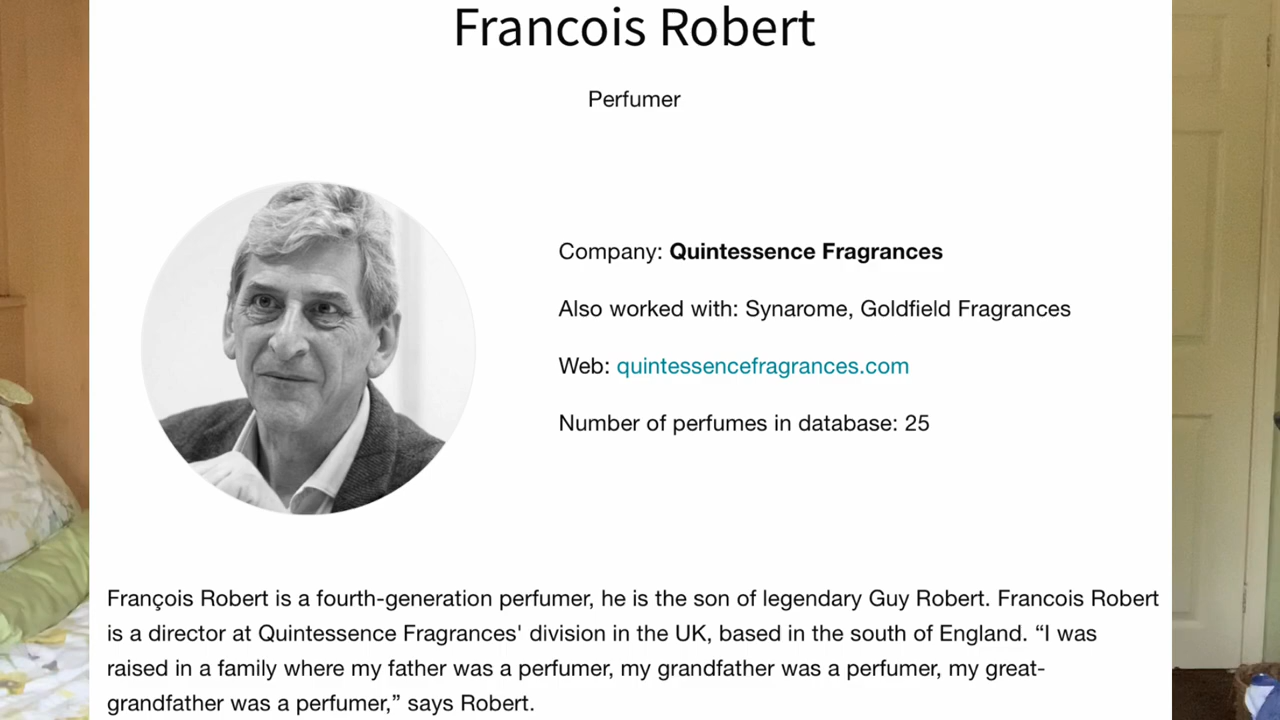 Francois Robert
Perfumer
Company: Quintessence Fragrances
Also worked with: Synarome, Goldfield Fragrances
Web: quintessencefragrances.com
Number of perfumes in database: 25
François Robert is a fourth-generation perfumer, he is the son of legendary Guy Robert. Francois Robert
is a director at Quintessence Fragrances' division in the UK, based in the south of England. “I was
raised in a family where my father was a perfumer, my grandfather was a perfumer, my great-
grandfather was a perfumer,” says Robert.